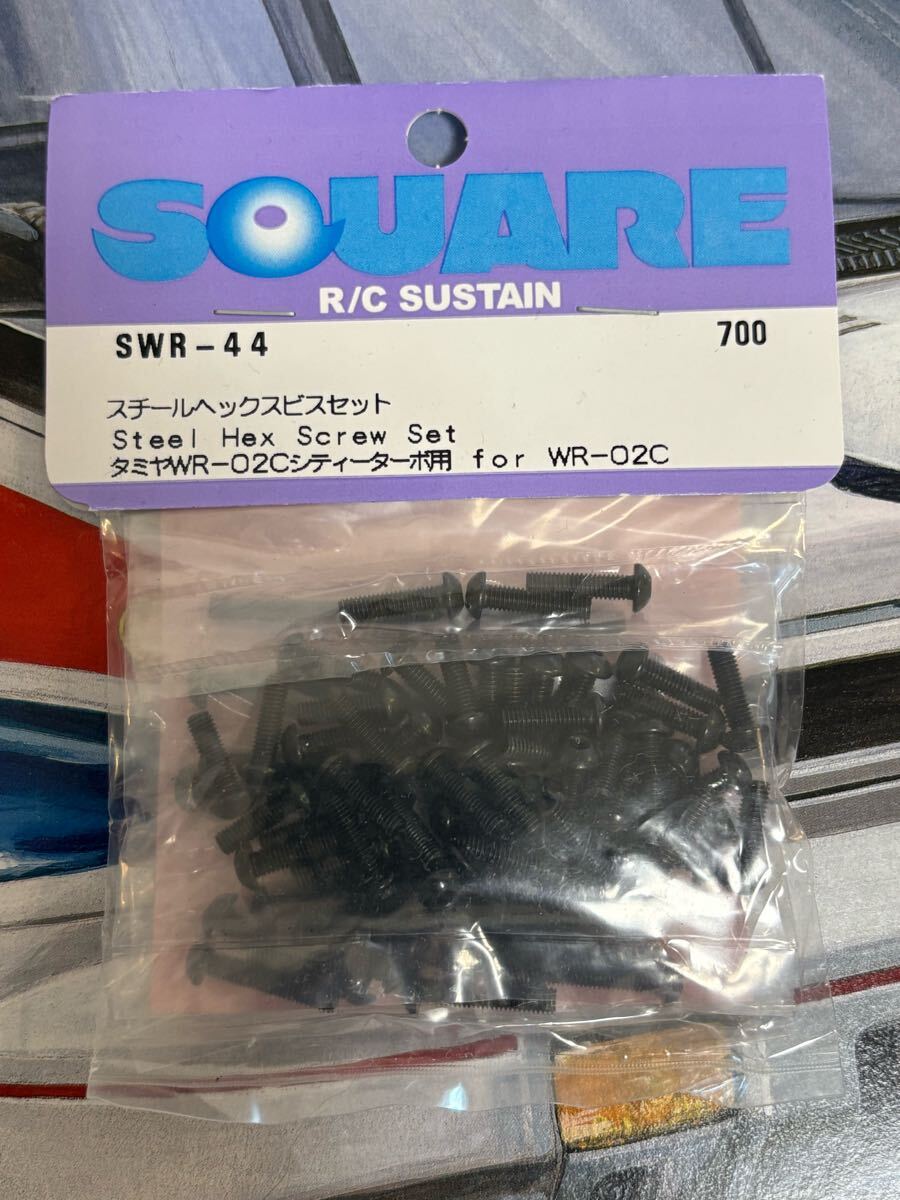 SQUARE
R/C SUSTAIN
SWR-44 700
スチールヘックスビスセット
Steel Hex Screw Set
タミヤWR-02Cシティーターボ用 for WR-02C